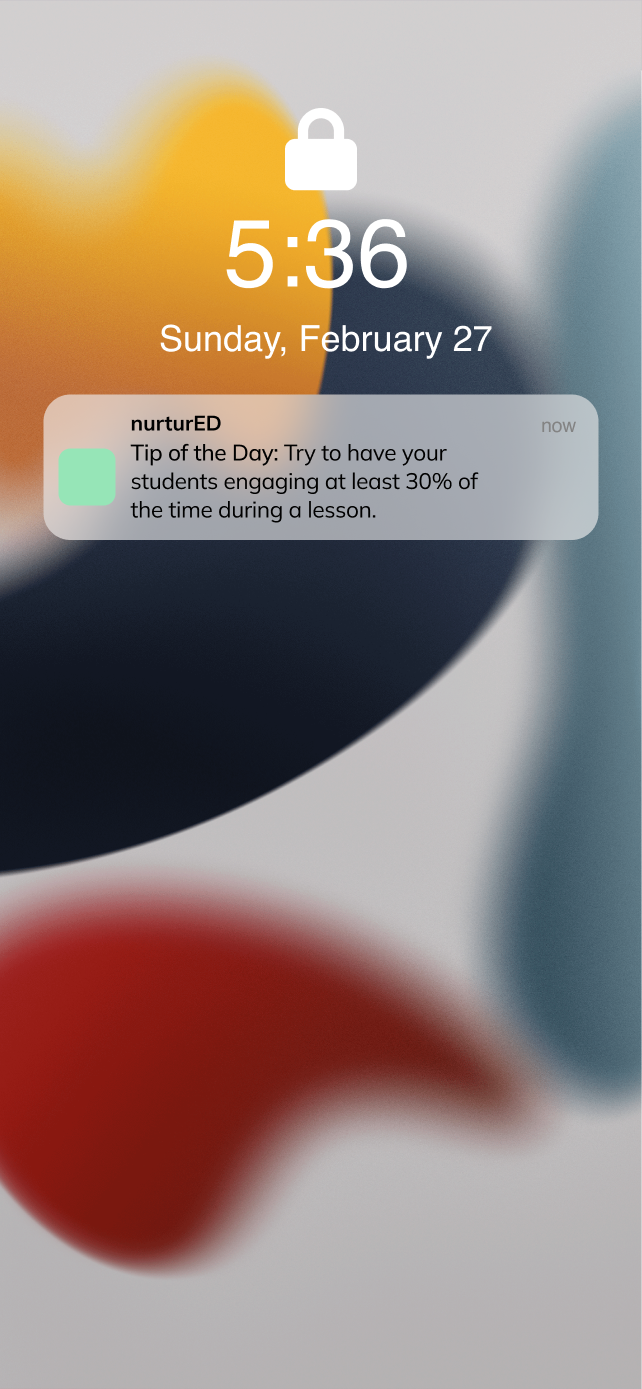 5:36
Sunday, February 27
nurturED
now
Tip of the Day: Try to have your
students engaging at least 30% of
the time during a lesson.